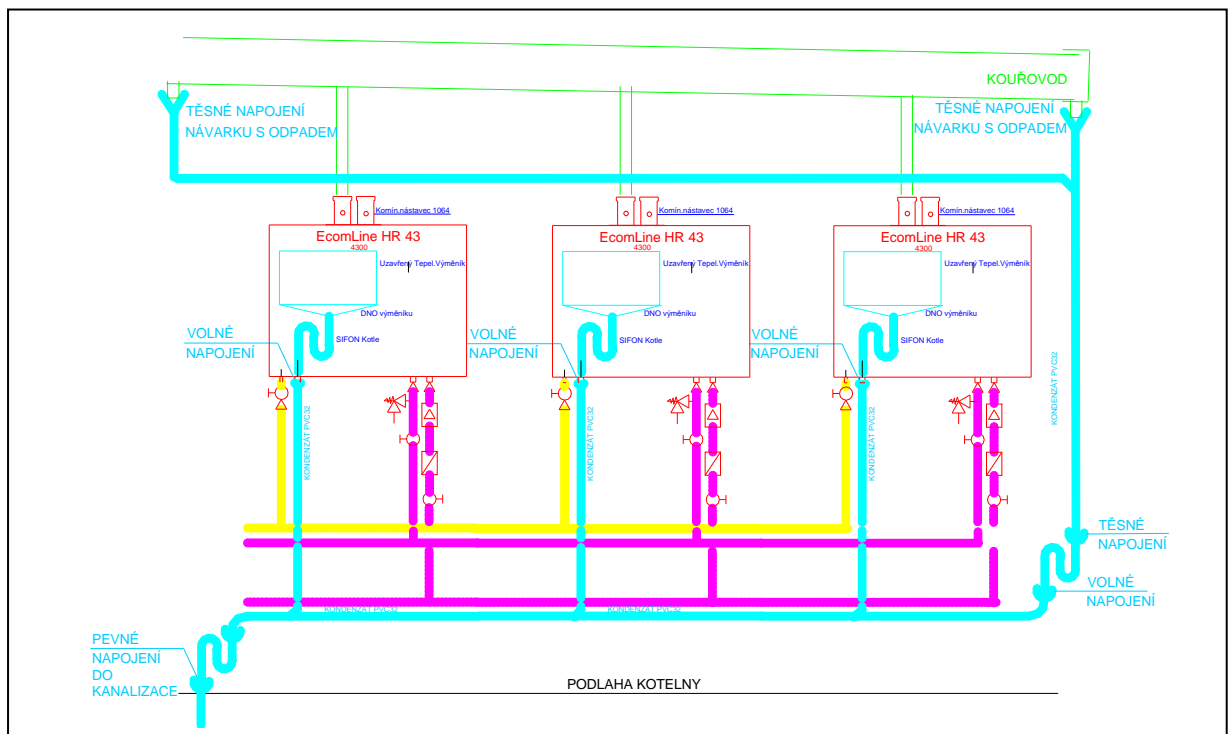 KOUŘOVOD
TĚSNÉ NAPOJENÍ
NÁVARKU S ODPADEM
TĚSNÉ NAPOJENÍ
NÁVARKU S ODPADEM
Komín.nástavec 1064
Komín.nástavec 1064
Komín.nástavec 1064
EcomLine HR 43
4300
Uzavřený Tepel.Výměník
DNO výměníku
SIFON Kotle
EcomLine HR 43
4300
Uzavřený Tepel.Výměník
DNO výměníku
SIFON Kotle
EcomLine HR 43
4300
Uzavřený Tepel.Výměník
DNO výměníku
SIFON Kotle
VOLNÉ
NAPOJENÍ
VOLNÉ
NAPOJENÍ
VOLNÉ
NAPOJENÍ
KONDENZÁT PVC32
KONDENZÁT PVC32
KONDENZÁT PVC32
KONDENZÁT PVC32
TĚSNÉ
NAPOJENÍ
VOLNÉ
NAPOJENÍ
KONDENZÁT PVC32
KONDENZÁT PVC32
PEVNÉ
NAPOJENÍ
DO
KANALIZACE
PODLAHA KOTELNY